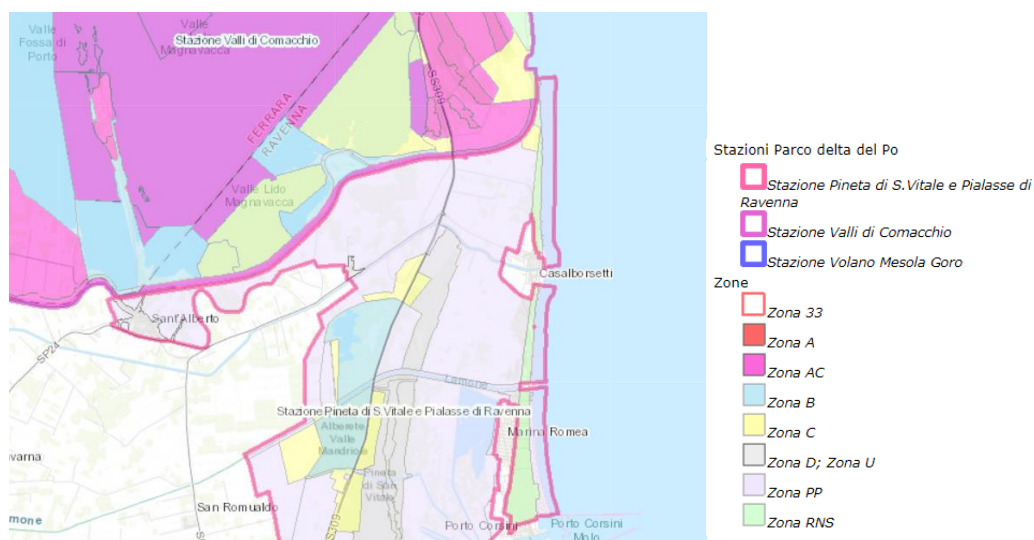 Valle
Fossa di
Porto
Valle
Magnavacca
Stazione Valli di Comacchio
SS309
FERRARA
RAVENNA
Valle Lido
Magnavacca
Casalborsetti
Sant'Alberto
SP24
Lamone
Stazione Pineta di S.Vitale e Pialasse di Ravenna
Alberete
Valle
Mandriole
Marina Romea
varna
Pineta
di San
Vitale
San Romualdo
mone
S309
Porto Corsini
Porto Corsini
Molo
Stazioni Parco delta del Po
Stazione Pineta di S.Vitale e Pialasse di
Ravenna
Stazione Valli di Comacchio
Stazione Volano Mesola Goro
Zone
Zona 33
Zona A
Zona AC
Zona B
Zona C
Zona D; Zona U
Zona PP
Zona RNS